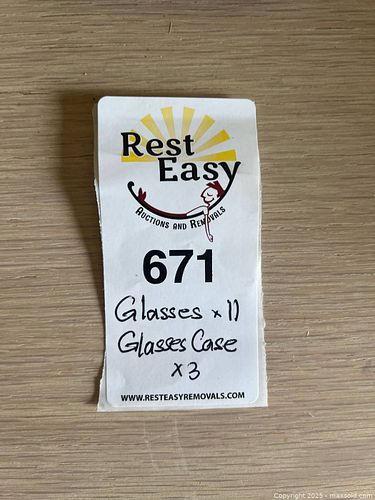 Rest
Easy
AUCTIONS AND REMOVALS
671
Glasses x 11
Glasses Case
x 3
WWW.RESTEASYREMOVALS.COM
Copyright 2025 - maxsold.com